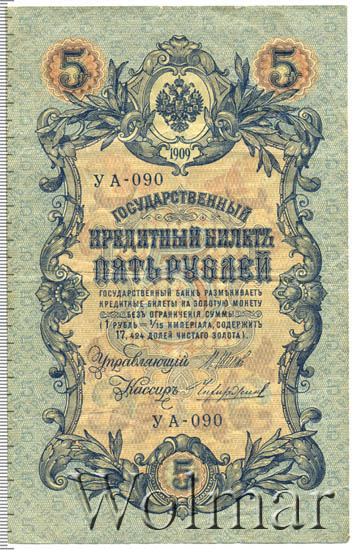 5 5
1909
УА-090
ГОСУДАРСТВЕННЫЙ
КРЕДИТНЫЙ БИЛЕТЪ
ПЯТЬ РУБЛЕЙ
ГОСУДАРСТВЕННЫЙ БАНКЪ РАЗМѢНИВАЕТЪ
КРЕДИТНЫЕ БИЛЕТЫ НА ЗОЛОТУЮ МОНЕТУ
БЕЗЪ ОГРАНИЧЕНІЯ СУММЫ
(1 РУБЛЬ = 1/15 ИМПЕРІАЛА, СОДЕРЖИТЪ
17,424 ДОЛЕЙ ЧИСТАГО ЗОЛОТА).
Управляющій
Кассиръ
УА-090
5
Wolmar